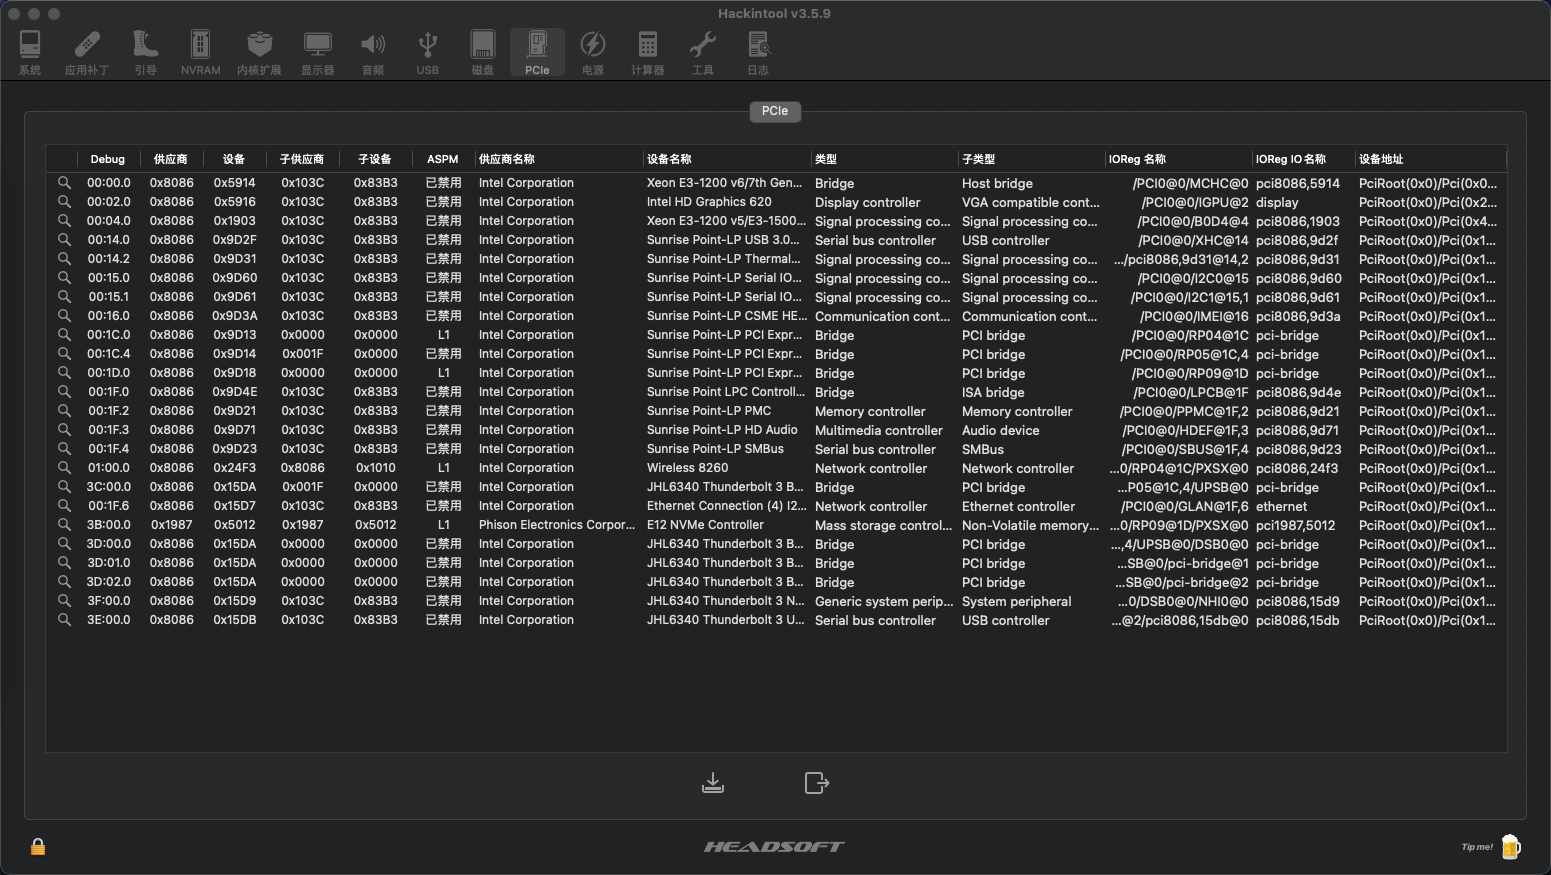 Hackintool v3.5.9
系统 应用补丁 引导 NVRAM 内核扩展 显示器 音频 USB 磁盘 PCIe 电源 计算器 工具 日志
PCIe
Debug 供应商 设备 子供应商 子设备 ASPM 供应商名称 设备名称 类型 子类型 IOReg 名称 IOReg IO 名称 设备地址
00:00.0 0x8086 0x5914 0x103C 0x83B3 已禁用 Intel Corporation Xeon E3-1200 v6/7th Gen... Bridge Host bridge /PCI0@0/MCHC@0 pci8086,5914 PciRoot(0x0)/Pci(0x0...
00:02.0 0x8086 0x5916 0x103C 0x83B3 已禁用 Intel Corporation Intel HD Graphics 620 Display controller VGA compatible cont... /PCI0@0/IGPU@2 display PciRoot(0x0)/Pci(0x2...
00:04.0 0x8086 0x1903 0x103C 0x83B3 已禁用 Intel Corporation Xeon E3-1200 v5/E3-1500... Signal processing co... Signal processing co... /PCI0@0/B0D4@4 pci8086,1903 PciRoot(0x0)/Pci(0x4...
00:14.0 0x8086 0x9D2F 0x103C 0x83B3 已禁用 Intel Corporation Sunrise Point-LP USB 3.0... Serial bus controller USB controller /PCI0@0/XHC@14 pci8086,9d2f PciRoot(0x0)/Pci(0x1...
00:14.2 0x8086 0x9D31 0x103C 0x83B3 已禁用 Intel Corporation Sunrise Point-LP Thermal... Signal processing co... Signal processing co... .../pci8086,9d31@14,2 pci8086,9d31 PciRoot(0x0)/Pci(0x1...
00:15.0 0x8086 0x9D60 0x103C 0x83B3 已禁用 Intel Corporation Sunrise Point-LP Serial IO... Signal processing co... Signal processing co... /PCI0@0/I2C0@15 pci8086,9d60 PciRoot(0x0)/Pci(0x1...
00:15.1 0x8086 0x9D61 0x103C 0x83B3 已禁用 Intel Corporation Sunrise Point-LP Serial IO... Signal processing co... Signal processing co... /PCI0@0/I2C1@15,1 pci8086,9d61 PciRoot(0x0)/Pci(0x1...
00:16.0 0x8086 0x9D3A 0x103C 0x83B3 已禁用 Intel Corporation Sunrise Point-LP CSME HE... Communication cont... Communication cont... /PCI0@0/IMEI@16 pci8086,9d3a PciRoot(0x0)/Pci(0x1...
00:1C.0 0x8086 0x9D13 0x0000 0x0000 L1 Intel Corporation Sunrise Point-LP PCI Expr... Bridge PCI bridge /PCI0@0/RP04@1C pci-bridge PciRoot(0x0)/Pci(0x1...
00:1C.4 0x8086 0x9D14 0x001F 0x0000 已禁用 Intel Corporation Sunrise Point-LP PCI Expr... Bridge PCI bridge /PCI0@0/RP05@1C,4 pci-bridge PciRoot(0x0)/Pci(0x1...
00:1D.0 0x8086 0x9D18 0x0000 0x0000 L1 Intel Corporation Sunrise Point-LP PCI Expr... Bridge PCI bridge /PCI0@0/RP09@1D pci-bridge PciRoot(0x0)/Pci(0x1...
00:1F.0 0x8086 0x9D4E 0x103C 0x83B3 已禁用 Intel Corporation Sunrise Point LPC Controll... Bridge ISA bridge /PCI0@0/LPCB@1F pci8086,9d4e PciRoot(0x0)/Pci(0x1...
00:1F.2 0x8086 0x9D21 0x103C 0x83B3 已禁用 Intel Corporation Sunrise Point-LP PMC Memory controller Memory controller /PCI0@0/PPMC@1F,2 pci8086,9d21 PciRoot(0x0)/Pci(0x1...
00:1F.3 0x8086 0x9D71 0x103C 0x83B3 已禁用 Intel Corporation Sunrise Point-LP HD Audio Multimedia controller Audio device /PCI0@0/HDEF@1F,3 pci8086,9d71 PciRoot(0x0)/Pci(0x1...
00:1F.4 0x8086 0x9D23 0x103C 0x83B3 已禁用 Intel Corporation Sunrise Point-LP SMBus Serial bus controller SMBus /PCI0@0/SBUS@1F,4 pci8086,9d23 PciRoot(0x0)/Pci(0x1...
01:00.0 0x8086 0x24F3 0x8086 0x1010 L1 Intel Corporation Wireless 8260 Network controller Network controller ...0/RP04@1C/PXSX@0 pci8086,24f3 PciRoot(0x0)/Pci(0x1...
3C:00.0 0x8086 0x15DA 0x001F 0x0000 已禁用 Intel Corporation JHL6340 Thunderbolt 3 B... Bridge PCI bridge ...P05@1C,4/UPSB@0 pci-bridge PciRoot(0x0)/Pci(0x1...
00:1F.6 0x8086 0x15D7 0x103C 0x83B3 已禁用 Intel Corporation Ethernet Connection (4) I2... Network controller Ethernet controller /PCI0@0/GLAN@1F,6 ethernet PciRoot(0x0)/Pci(0x1...
3B:00.0 0x1987 0x5012 0x1987 0x5012 L1 Phison Electronics Corpor... E12 NVMe Controller Mass storage control... Non-Volatile memory... ...0/RP09@1D/PXSX@0 pci1987,5012 PciRoot(0x0)/Pci(0x1...
3D:00.0 0x8086 0x15DA 0x0000 0x0000 已禁用 Intel Corporation JHL6340 Thunderbolt 3 B... Bridge PCI bridge ...,4/UPSB@0/DSB0@0 pci-bridge PciRoot(0x0)/Pci(0x1...
3D:01.0 0x8086 0x15DA 0x0000 0x0000 已禁用 Intel Corporation JHL6340 Thunderbolt 3 B... Bridge PCI bridge ...SB@0/pci-bridge@1 pci-bridge PciRoot(0x0)/Pci(0x1...
3D:02.0 0x8086 0x15DA 0x0000 0x0000 已禁用 Intel Corporation JHL6340 Thunderbolt 3 B... Bridge PCI bridge ...SB@0/pci-bridge@2 pci-bridge PciRoot(0x0)/Pci(0x1...
3F:00.0 0x8086 0x15D9 0x103C 0x83B3 已禁用 Intel Corporation JHL6340 Thunderbolt 3 N... Generic system perip... System peripheral ...0/DSB0@0/NHI0@0 pci8086,15d9 PciRoot(0x0)/Pci(0x1...
3E:00.0 0x8086 0x15DB 0x103C 0x83B3 已禁用 Intel Corporation JHL6340 Thunderbolt 3 U... Serial bus controller USB controller ...@2/pci8086,15db@0 pci8086,15db PciRoot(0x0)/Pci(0x1...
HEADSOFT
Tip me!